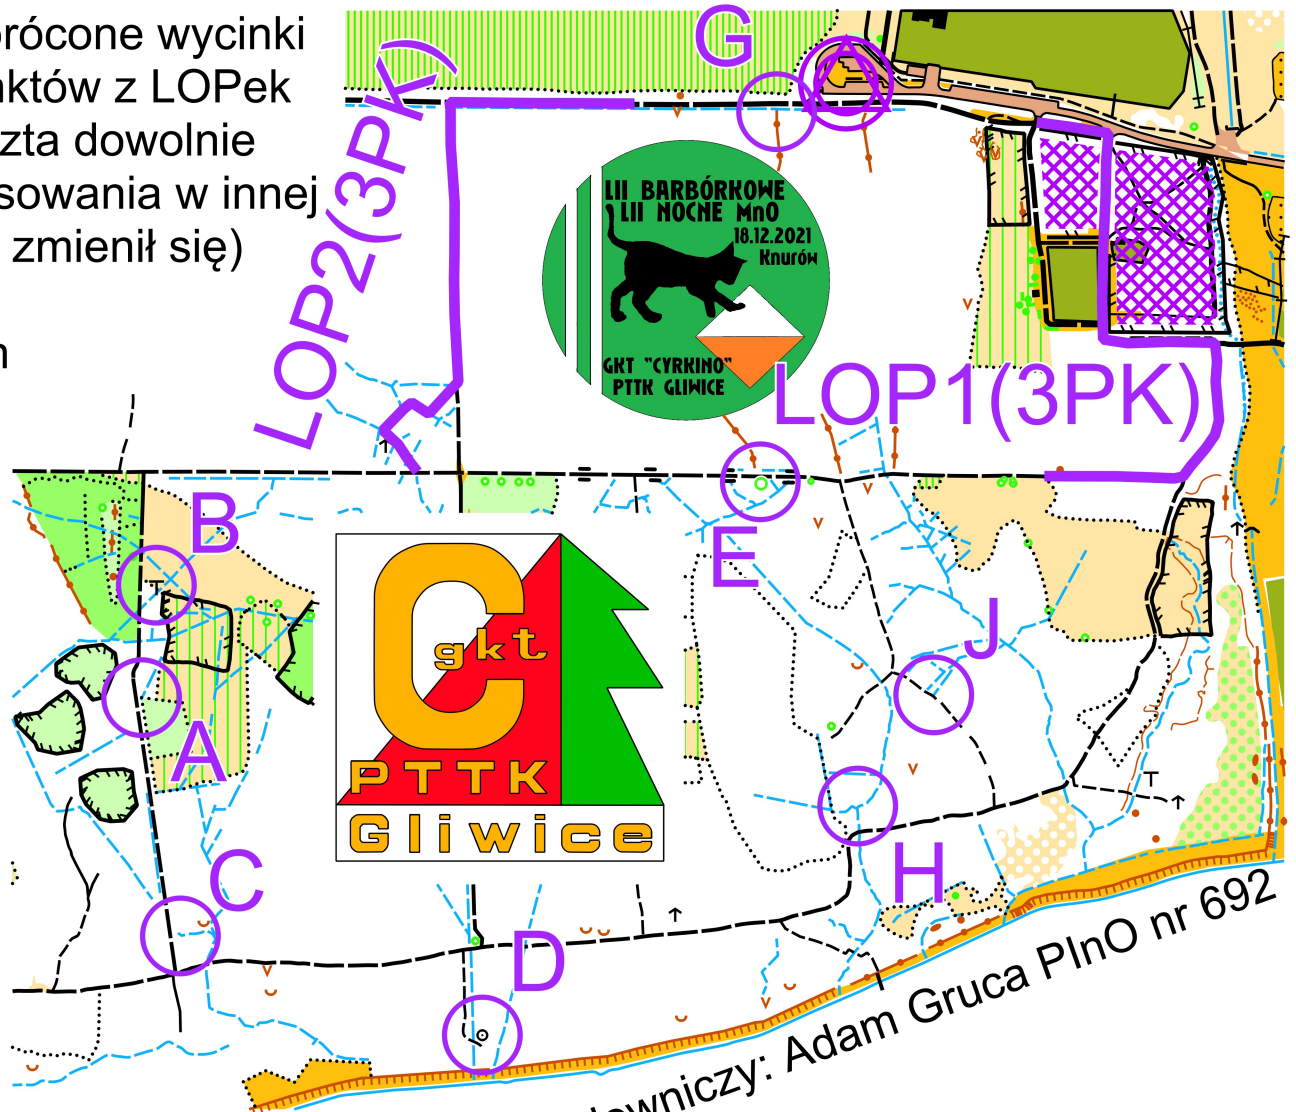 rócone wycinki
nktów z LOPek
zta dowolnie
sowania w innej
zmienił się)
G
LOP2(3PK)
LII BARBÓRKOWE
LII NOCNE MnO
18.12.2021
Knurów
GKT "CYRKINO"
PTTK GLIWICE
LOP1(3PK)
B
E
J
A
C
gkt
PTTK
Gliwice
H
C
D
downiczy: Adam Gruca PInO nr 692